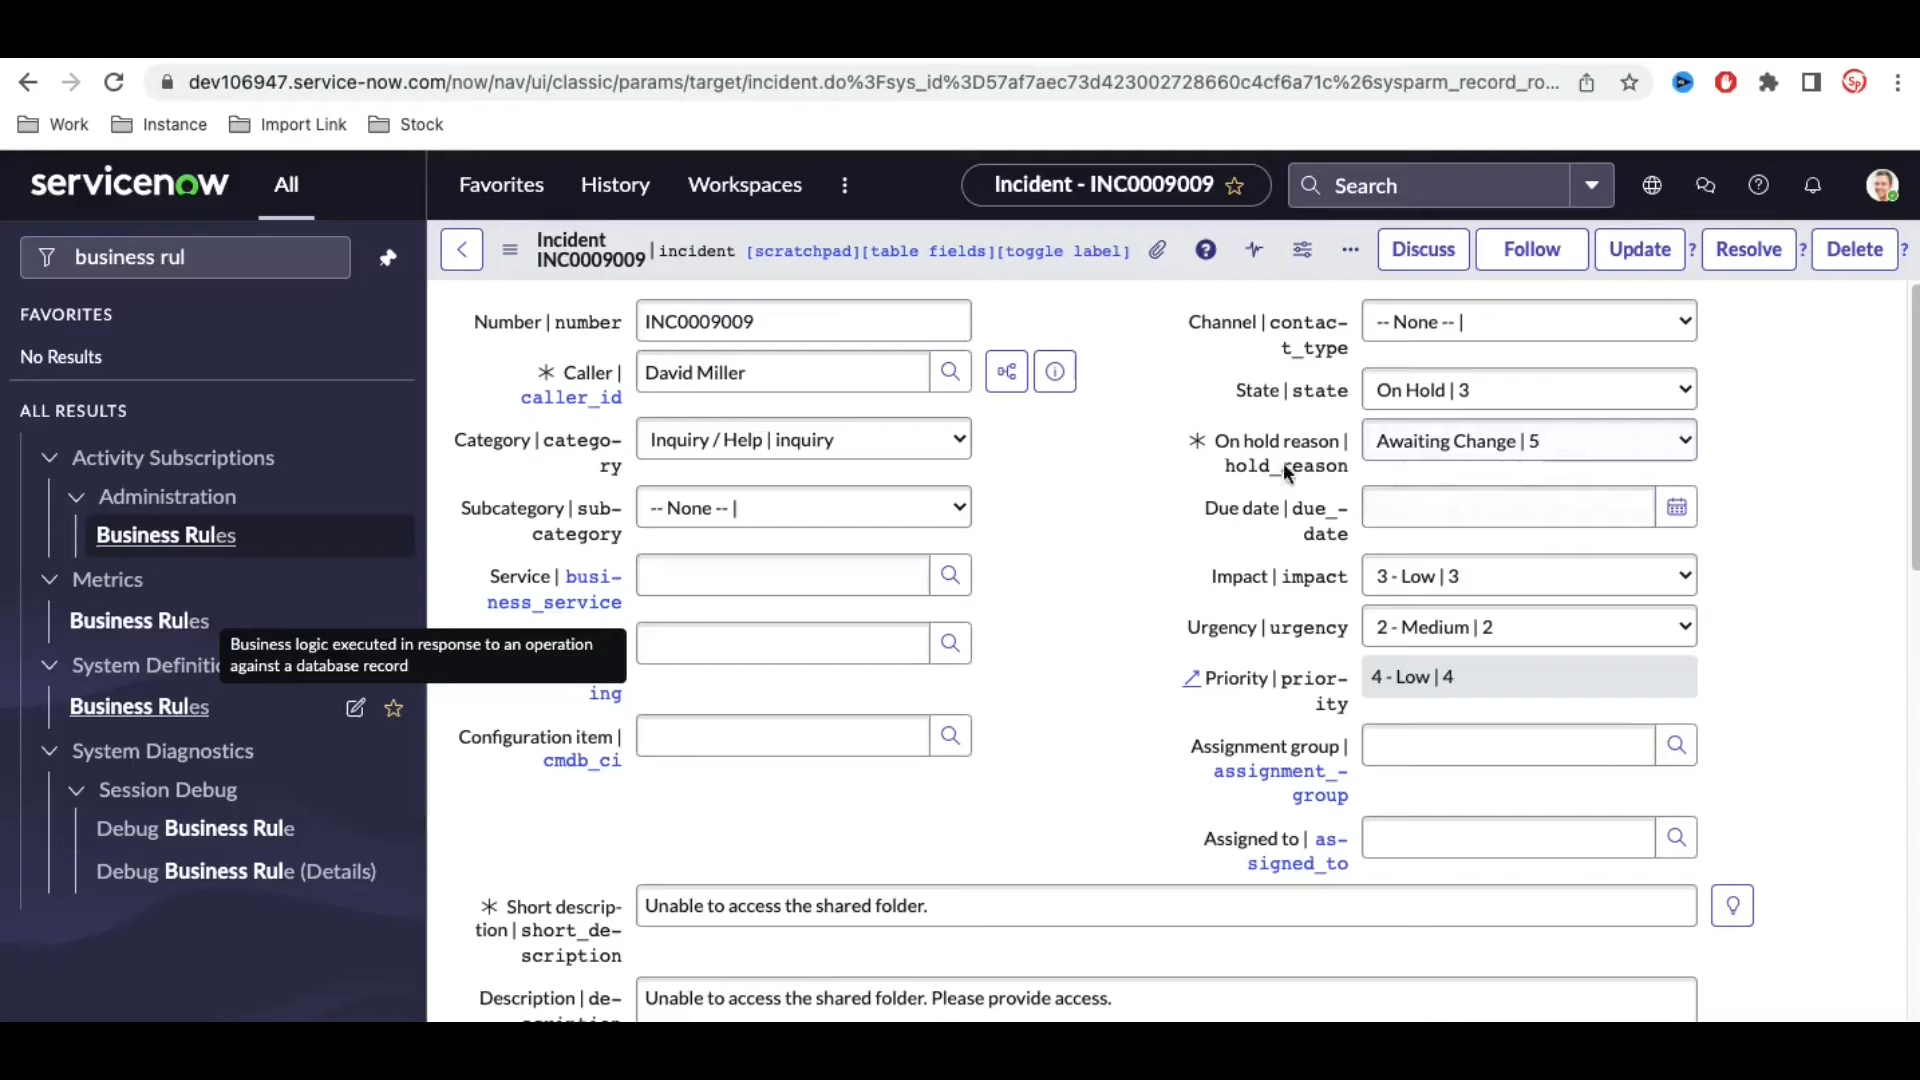 dev106947.service-now.com/now/nav/ui/classic/params/target/incident.do%3Fsys_id%3D57af7aec73d423002728660c4cf6a71c%26sysparm_record_ro...
Sp
Work Instance Import Link Stock
servicenow All Favorites History Workspaces Incident - INC0009009 Search
business rul
FAVORITES
No Results
ALL RESULTS
Activity Subscriptions
Administration
Business Rules
Metrics
Business Rules
Business logic executed in response to an operation
against a database record
System Definitio
Business Rules
System Diagnostics
Session Debug
Debug Business Rule
Debug Business Rule (Details)
Incident
INC0009009 | incident [scratchpad][table fields][toggle label] Discuss Follow Update ? Resolve ? Delete ?
Number | number INC0009009
Caller |
caller_id David Miller
Category | catego-
ry Inquiry / Help | inquiry
Subcategory | sub-
category -- None -- |
Service | busi-
ness_service
ing
Configuration item |
cmdb_ci
Channel | contac-
t_type -- None -- |
State | state On Hold | 3
On hold reason |
hold_reason Awaiting Change | 5
Due date | due_-
date
Impact | impact 3 - Low | 3
Urgency | urgency 2 - Medium | 2
Priority | prior-
ity 4 - Low | 4
Assignment group |
assignment_-
group
Assigned to | as-
signed_to
Short descrip-
tion | short_de-
scription Unable to access the shared folder.
Description | de- Unable to access the shared folder. Please provide access.